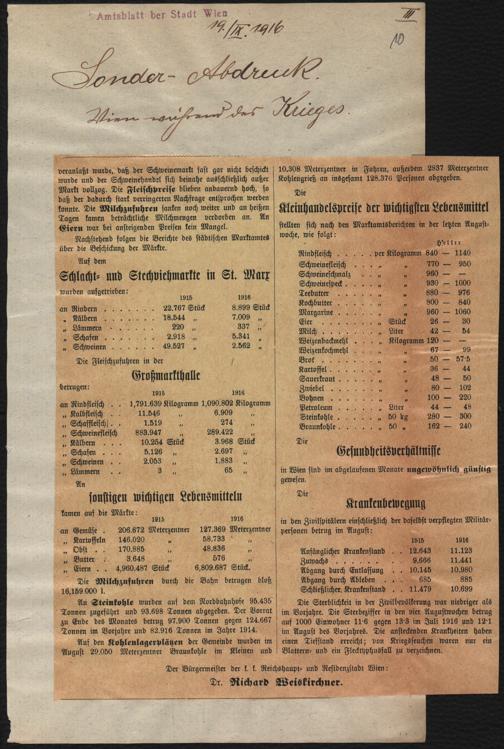 Amtsblatt der Stadt Wien
19./IX. 1916
III
10
Sonder-Abdruck.
Wien während des Krieges.
veranlaßt wurde, daß der Schweinemarkt fast gar nicht beschickt
wurde und der Schweinehandel sich beinahe ausschließlich außer
Markt vollzog. Die Fleischpreise blieben andauernd hoch, so
daß der dadurch stark verringerten Nachfrage entsprochen werden
konnte. Die Milchzufuhren sanken noch weiter und an heißen
Tagen kamen beträchtliche Milchmengen verdorben an. An
Eiern war bei ansteigenden Preisen kein Mangel.
Nachstehend folgen die Berichte des städtischen Marktamtes
über die Beschickung der Märkte.
Auf dem
Schlacht- und Stechviehmarkte in St. Marx
wurden aufgetrieben:
1915 1916
an Rindern . . . . . . . 22.767 Stück 8.899 Stück
„ Kälbern . . . . . . . 18.544 „ 7.009 „
„ Lämmern . . . . . . . 220 „ 337 „
„ Schafen . . . . . . . 2.918 „ 5.341 „
„ Schweinen . . . . . . 49.527 „ 2.562 „
Die Fleischzufuhren in der
Großmarkthalle
betrugen:
1915 1916
an Rindfleisch . . 1,791.639 Kilogramm 1,090.802 Kilogramm
„ Kalbfleisch . . 11.546 „ 6,909 „
„ Schaffleisch . . 1.519 „ 274 „
„ Schweinefleisch 883.947 „ 289.422 „
„ Kälbern . . . . 10.254 Stück 3.968 Stück
„ Schafen . . . . 5.126 „ 2.697 „
„ Schweinen . . . 2.053 „ 1.883 „
„ Lämmern . . . . 3 „ 65 „
An
sonstigen wichtigen Lebensmitteln
kamen auf die Märkte:
1915 1916
an Gemüse . 206.672 Meterzentner 127.369 Meterzentner
„ Kartoffeln 146.020 „ 58.733 „
„ Obst . . . 170.885 „ 48.836 „
„ Butter . . 3.648 „ 576 „
„ Eiern . . 4,960.487 Stück 6,809.687 Stück.
Die Milchzufuhren durch die Bahn betrugen bloß
16,159.000 l.
An Steinkohle wurden auf dem Nordbahnhofe 95.435
Tonnen zugeführt und 93.698 Tonnen abgegeben. Der Vorrat
zu Ende des Monates betrug 97.900 Tonnen gegen 124.667
Tonnen im Vorjahre und 82.916 Tonnen im Jahre 1914.
Auf den Kohlenlagerplätzen der Gemeinde wurden im
August 29.050 Meterzentner Braunkohle in Kleinen und
10.308 Meterzentner in Fuhren, außerdem 2837 Meterzentner
Kohlengrieß an insgesamt 128.376 Personen abgegeben.
Die
Kleinhandelspreise der wichtigsten Lebensmittel
stellten sich nach den Marktamtsberichten in der letzten August-
woche, wie folgt:
Heller
Rindfleisch . . . . . per Kilogramm 840 — 1140
Schweinefleisch . . . „ „ 770 — 950
Schweineschmalz . . . „ „ 960 —
Schweinespeck . . . . „ „ 930 — 1000
Teebutter . . . . . . „ „ 880 — 976
Kochbutter . . . . . „ „ 800 — 840
Margarine . . . . . . „ „ 960 — 1060
Eier . . . . . . . . „ Stück 26 — 30
Milch . . . . . . . . „ Liter 42 — 54
Weizenbackmehl . . . „ Kilogramm 120 —
Weizenkochmehl . . . „ „ 67 — 99
Brot . . . . . . . . „ „ 50 — 57·5
Kartoffel . . . . . . „ „ 36 — 44
Sauerkraut . . . . . „ „ 48 — 50
Zwiebel . . . . . . . „ „ 80 — 102
Bohnen . . . . . . . „ „ 100 — 220
Petroleum . . . . . . „ Liter 44 — 48
Steinkohle . . . . . „ 50 kg 280 — 300
Braunkohle . . . . . „ 50 „ 162 — 240
Die
Gesundheitsverhältnisse
in Wien sind im abgelaufenen Monate ungewöhnlich günstig
gewesen.
Die
Krankenbewegung
in den Zivilspitälern einschließlich der daselbst verpflegten Militär-
personen betrug im August:
1915 1916
Anfänglicher Krankenstand . . 12.643 11.123
Zuwachs . . . . . . . . 9.666 11.441
Abgang durch Entlassung . . 10.145 10.980
Abgang durch Ableben . . . 685 885
Schließlicher Krankenstand . . 11.479 10.699
Die Sterblichkeit in der Zivilbevölkerung war niedriger als
im Vorjahre. Die Sterbeziffer in den vier Augustwochen betrug
auf 1000 Einwohner 11·6 gegen 13·3 im Juli 1916 und 12·1
im August des Vorjahres. Die ansteckenden Krankheiten haben
einen Tiefstand erreicht; von Kriegsseuchen waren nur ein
Blattern- und ein Flecktyphusfall zu verzeichnen.
Der Bürgermeister der k. k. Reichshaupt- und Residenzstadt Wien:
Dr. Richard Weiskirchner.